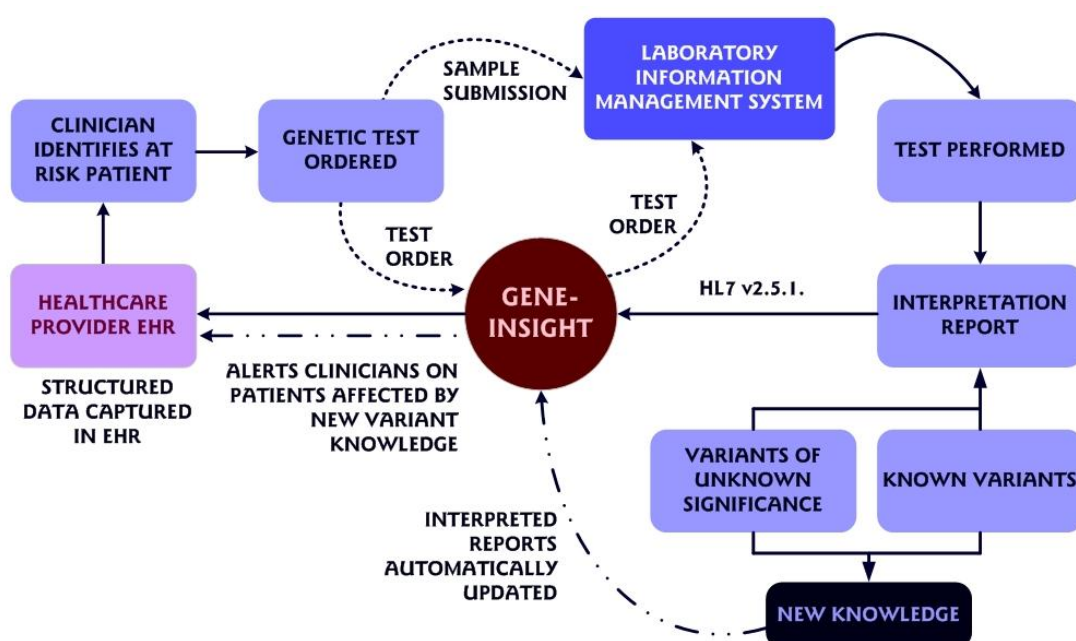 CLINICIAN
IDENTIFIES AT
RISK PATIENT
GENETIC TEST
ORDERED
SAMPLE
SUBMISSION
LABORATORY
INFORMATION
MANAGEMENT SYSTEM
TEST PERFORMED
TEST
ORDER
TEST
ORDER
HEALTHCARE
PROVIDER EHR
STRUCTURED
DATA CAPTURED
IN EHR
GENE-
INSIGHT
HL7 v2.5.1.
INTERPRETATION
REPORT
ALERTS CLINICIANS ON
PATIENTS AFFECTED BY
NEW VARIANT
KNOWLEDGE
VARIANTS OF
UNKNOWN
SIGNIFICANCE
KNOWN VARIANTS
INTERPRETED
REPORTS
AUTOMATICALLY
UPDATED
NEW KNOWLEDGE